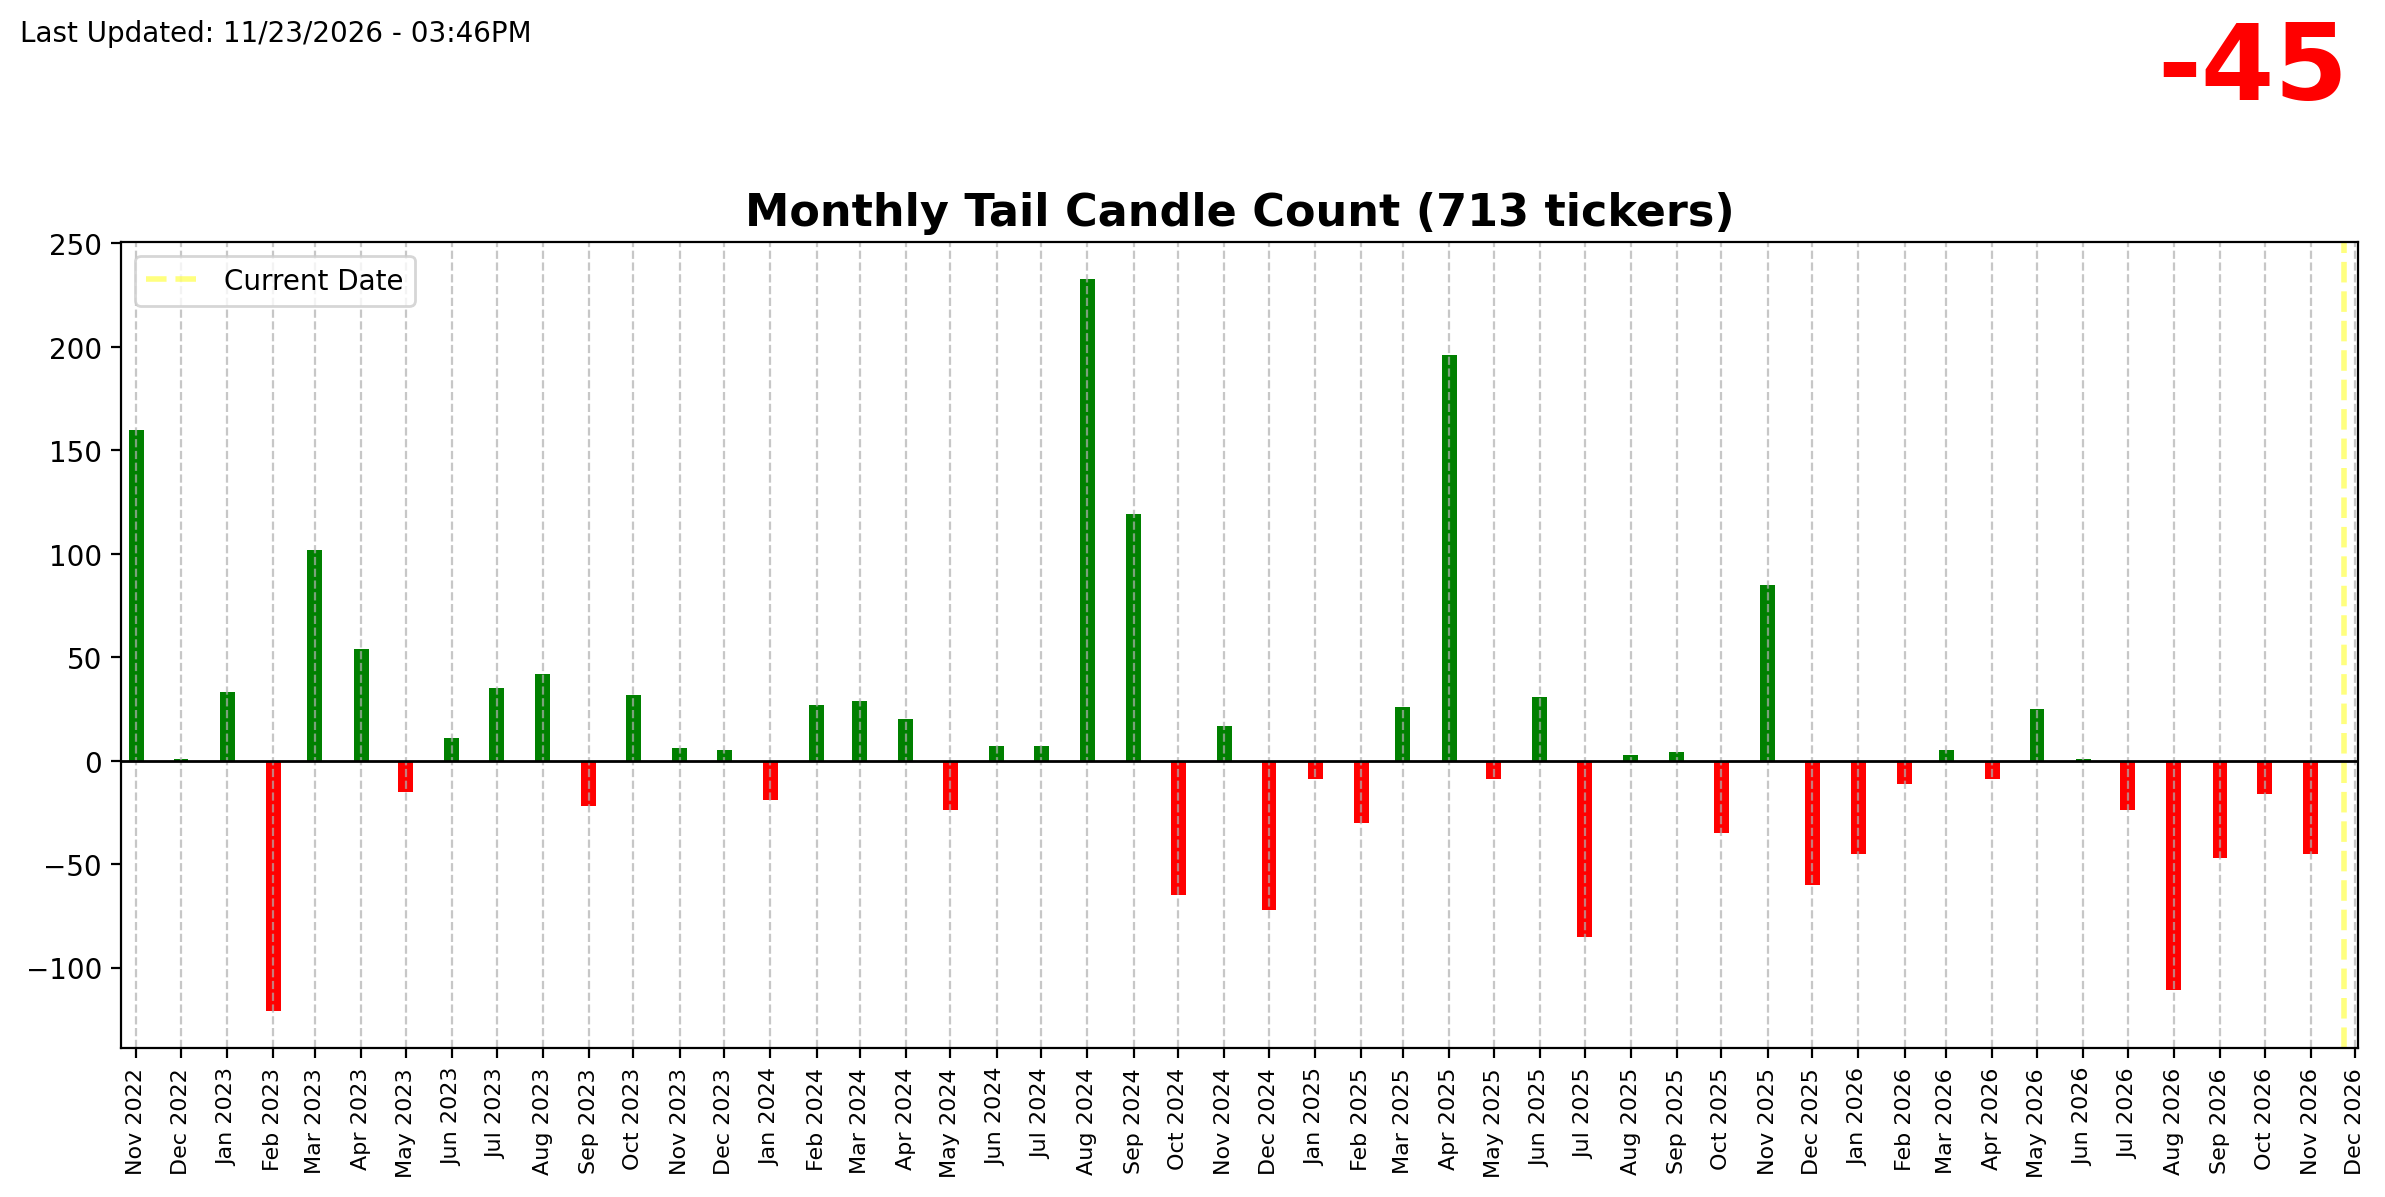 Last Updated: 11/23/2026 - 03:46PM
-45
Monthly Tail Candle Count (713 tickers)
Current Date
250
200
150
100
50
0
−50
−100
Nov 2022
Dec 2022
Jan 2023
Feb 2023
Mar 2023
Apr 2023
May 2023
Jun 2023
Jul 2023
Aug 2023
Sep 2023
Oct 2023
Nov 2023
Dec 2023
Jan 2024
Feb 2024
Mar 2024
Apr 2024
May 2024
Jun 2024
Jul 2024
Aug 2024
Sep 2024
Oct 2024
Nov 2024
Dec 2024
Jan 2025
Feb 2025
Mar 2025
Apr 2025
May 2025
Jun 2025
Jul 2025
Aug 2025
Sep 2025
Oct 2025
Nov 2025
Dec 2025
Jan 2026
Feb 2026
Mar 2026
Apr 2026
May 2026
Jun 2026
Jul 2026
Aug 2026
Sep 2026
Oct 2026
Nov 2026
Dec 2026